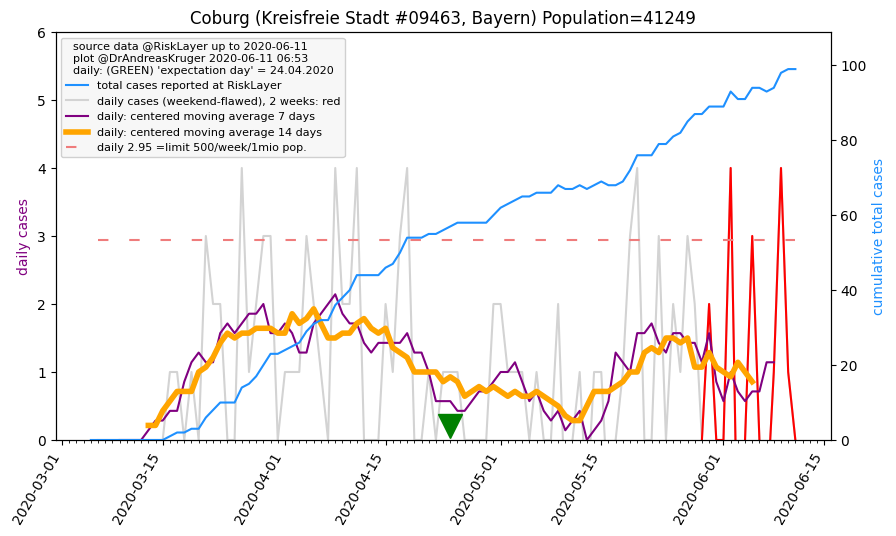 Coburg (Kreisfreie Stadt #09463, Bayern) Population=41249
source data @RiskLayer up to 2020-06-11
plot @DrAndreasKruger 2020-06-11 06:53
daily: (GREEN) 'expectation day' = 24.04.2020
total cases reported at RiskLayer
daily cases (weekend-flawed), 2 weeks: red
daily: centered moving average 7 days
daily: centered moving average 14 days
daily 2.95 =limit 500/week/1mio pop.
daily cases
6
5
4
3
2
1
0
100
80
60
40
20
0
cumulative total cases
2020-03-01
2020-03-15
2020-04-01
2020-04-15
2020-05-01
2020-05-15
2020-06-01
2020-06-15